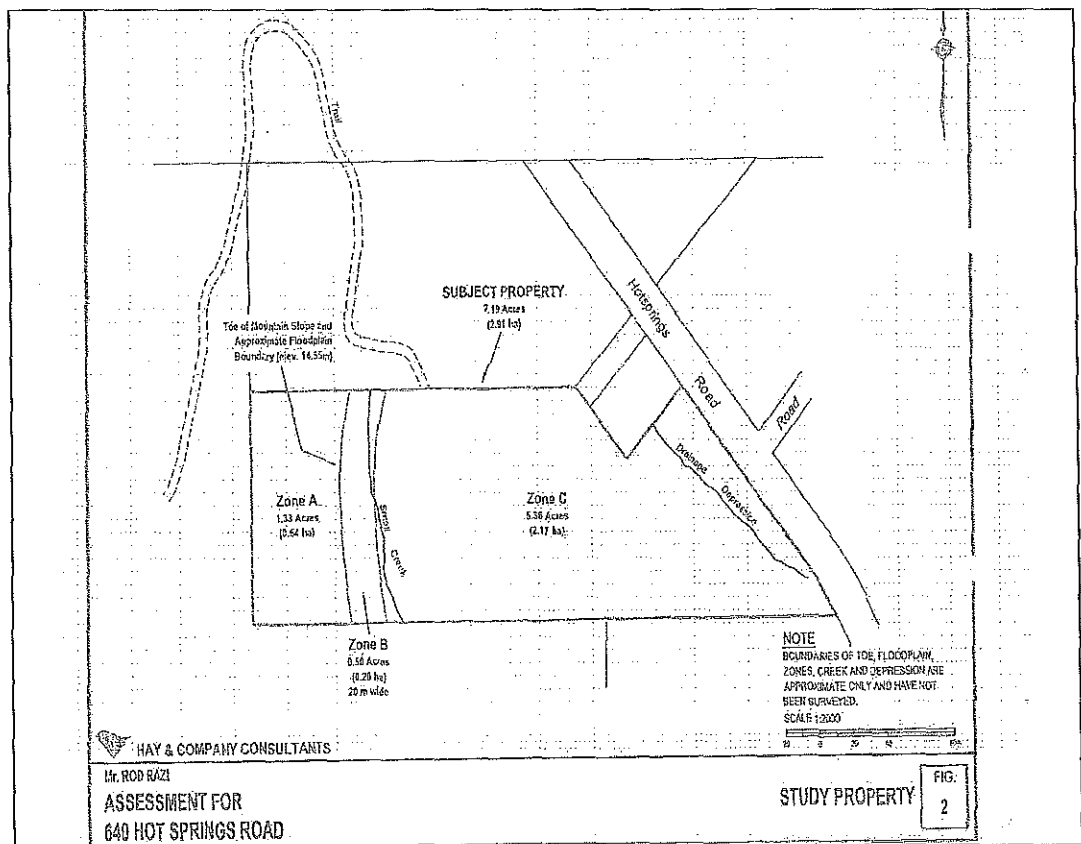 Trail
SUBJECT PROPERTY
7.19 Acres
(2.91 ha)
Toe of Mountain Slope and
Approximate Floodplain
Boundary (elev. 14.55m)
Hotsprings
Road
Road
Drainage
Depression
Zone A
1.33 Acres
(0.54 ha)
Small
Creek
Zone C
5.36 Acres
(2.17 ha)
Zone B
0.50 Acres
(0.20 ha)
20 m wide
NOTE
BOUNDARIES OF TOE, FLOODPLAIN,
ZONES, CREEK AND DEPRESSION ARE
APPROXIMATE ONLY AND HAVE NOT
BEEN SURVEYED.
SCALE 1:2000
HAY & COMPANY CONSULTANTS
Mr. ROD RAZI
ASSESSMENT FOR
640 HOT SPRINGS ROAD
STUDY PROPERTY
FIG.
2